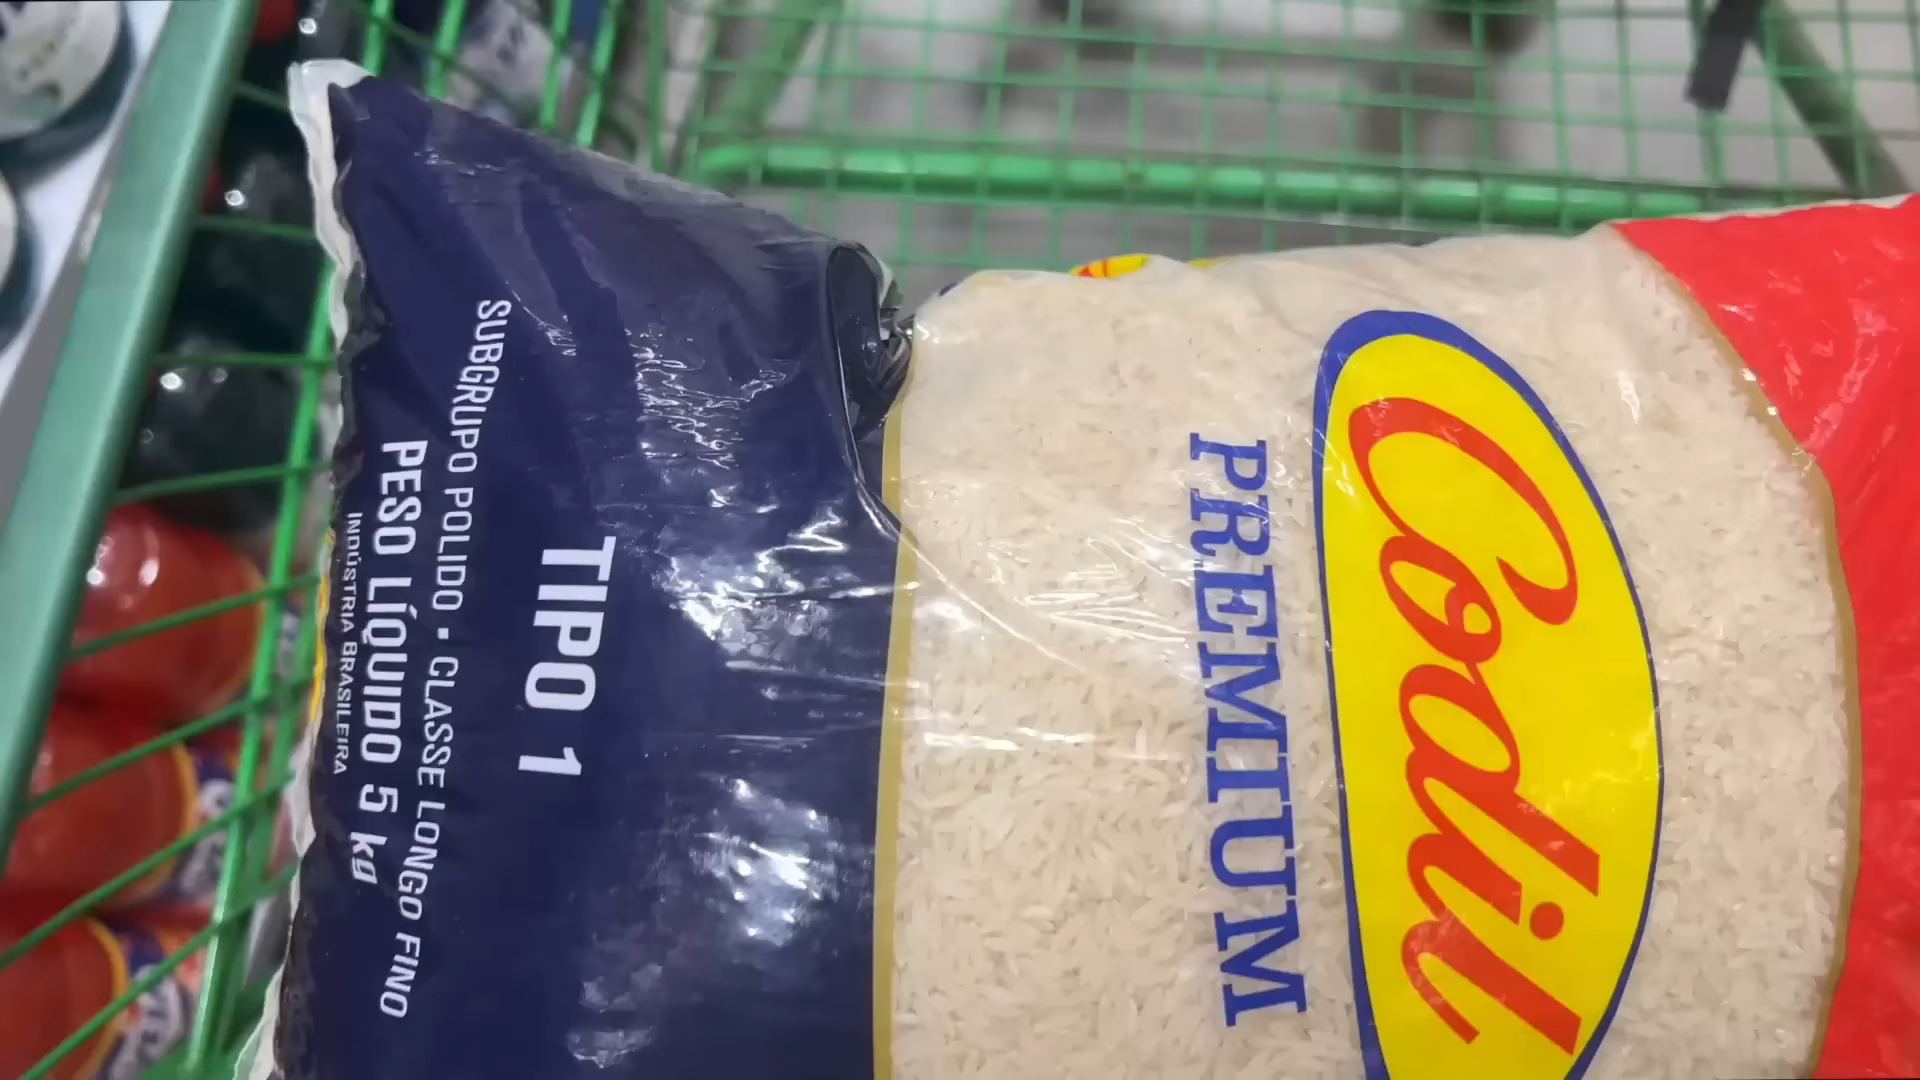 Codil
PREMIUM
TIPO 1
SUBGRUPO POLIDO • CLASSE LONGO FINO
PESO LÍQUIDO 5 kg
INDÚSTRIA BRASILEIRA